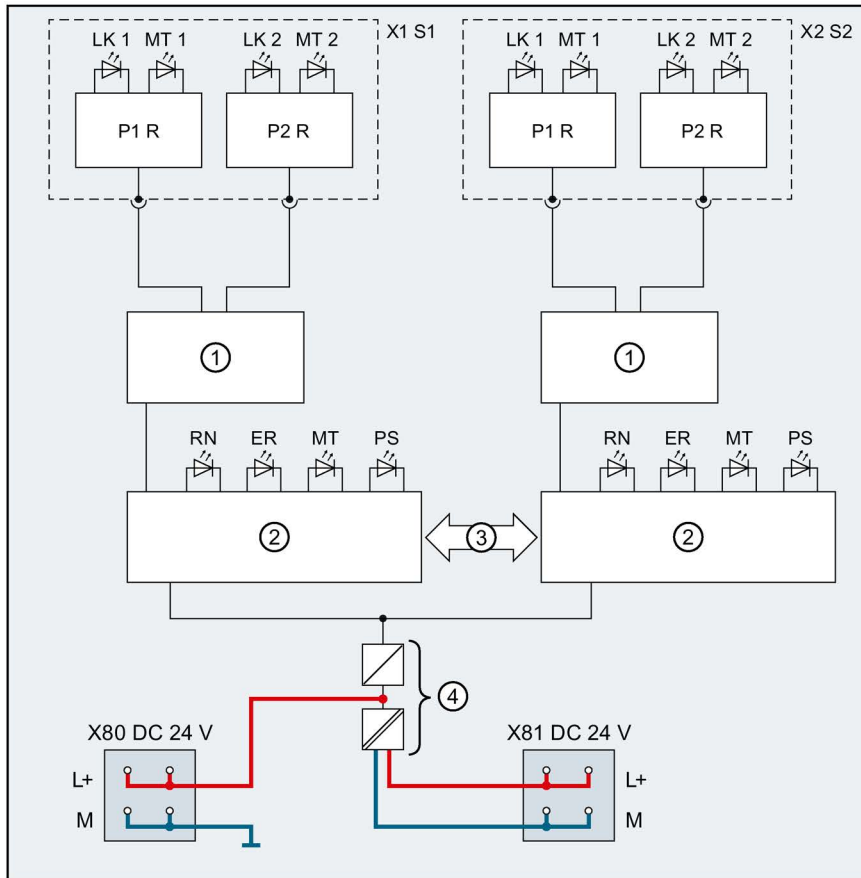 LK 1 MT 1 LK 2 MT 2 X1 S1
LK 1 MT 1 LK 2 MT 2 X2 S2
P1 R P2 R
P1 R P2 R
1
1
RN ER MT PS
RN ER MT PS
2
3
2
4
X80 DC 24 V
X81 DC 24 V
L+
L+
M
M